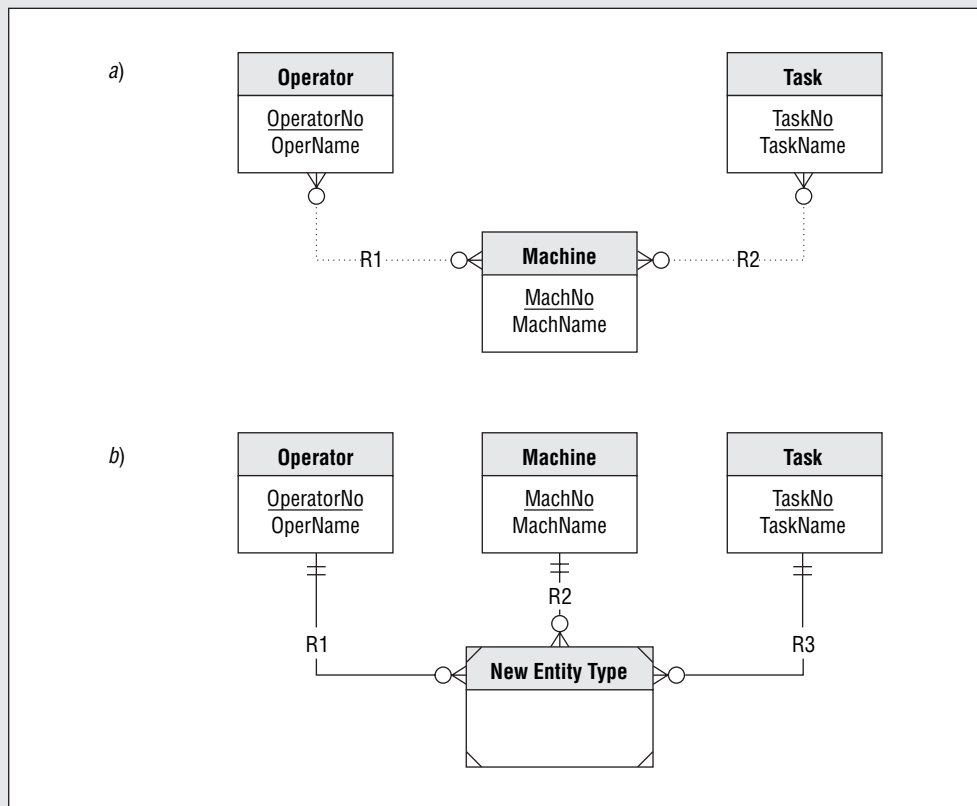 a)
Operator
OperatorNo
OperName
Task
TaskNo
TaskName
R1
R2
Machine
MachNo
MachName
b)
Operator
OperatorNo
OperName
Machine
MachNo
MachName
Task
TaskNo
TaskName
R1
R2
R3
New Entity Type